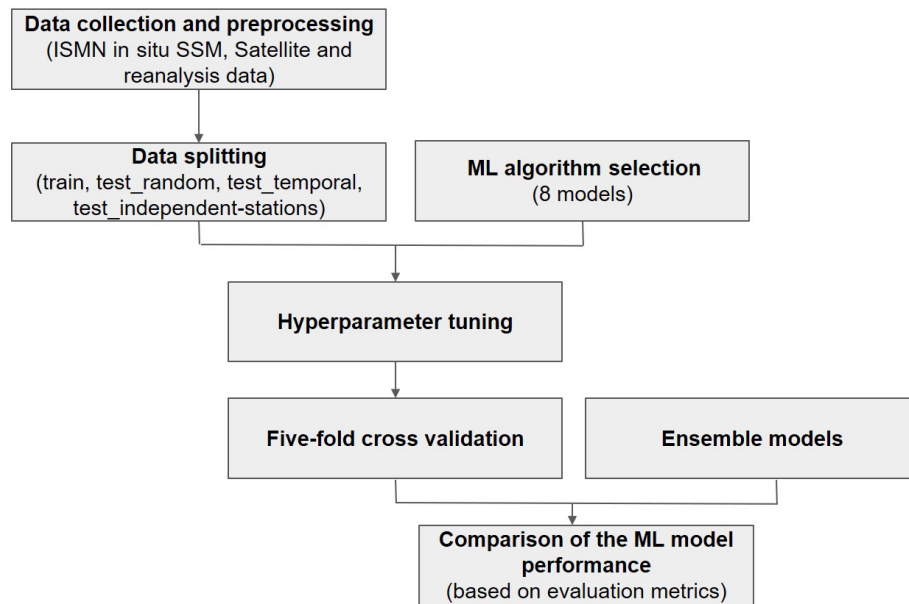 Data collection and preprocessing
(ISMN in situ SSM, Satellite and
reanalysis data)
Data splitting
(train, test_random, test_temporal,
test_independent-stations)
ML algorithm selection
(8 models)
Hyperparameter tuning
Five-fold cross validation
Ensemble models
Comparison of the ML model
performance
(based on evaluation metrics)